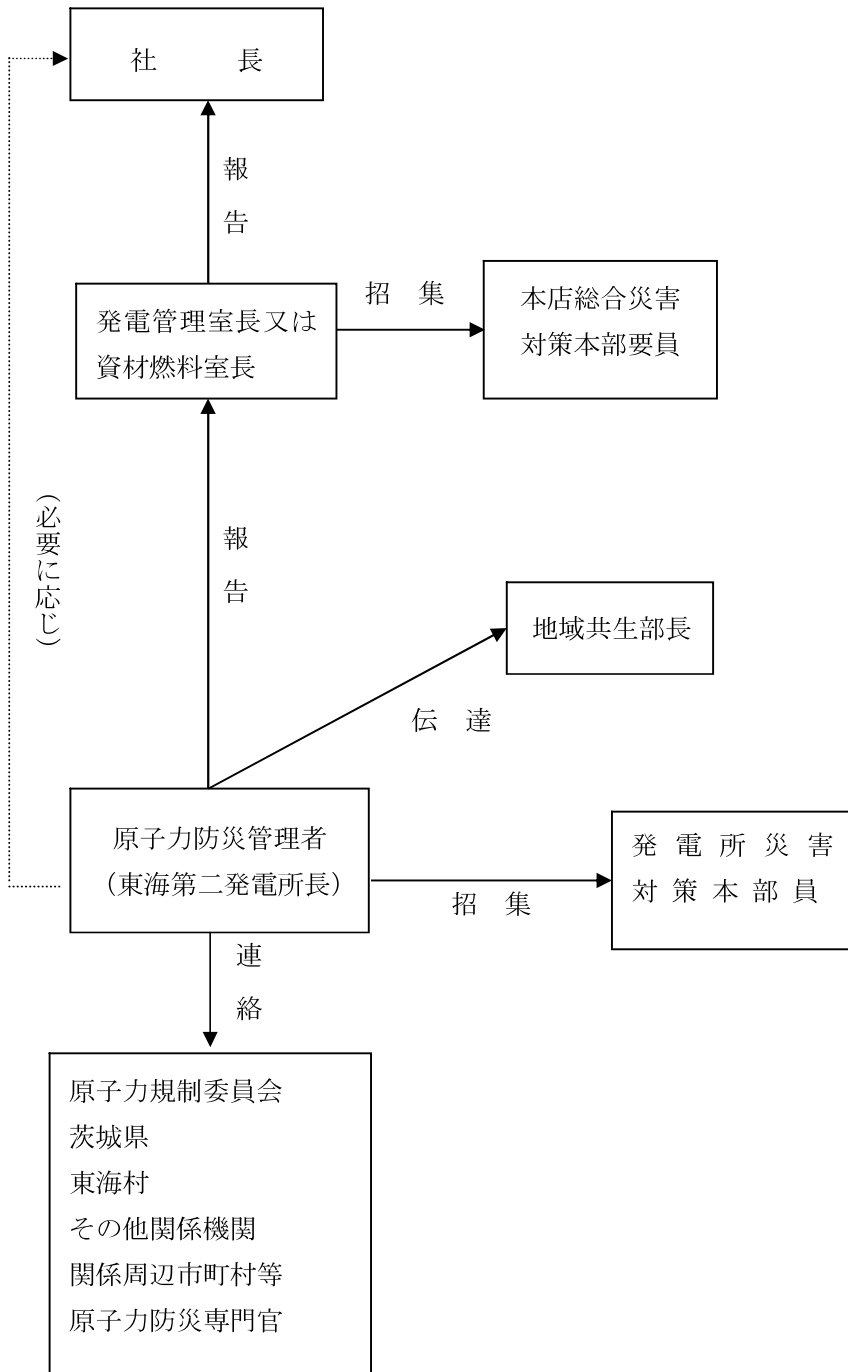 社　　長
報告
発電管理室長又は
資材燃料室長
招　集
本店総合災害
対策本部要員
（必要に応じ）
報告
地域共生部長
伝　達
原子力防災管理者
（東海第二発電所長）
招　集
発電所災害
対策本部員
連絡
原子力規制委員会
茨城県
東海村
その他関係機関
関係周辺市町村等
原子力防災専門官